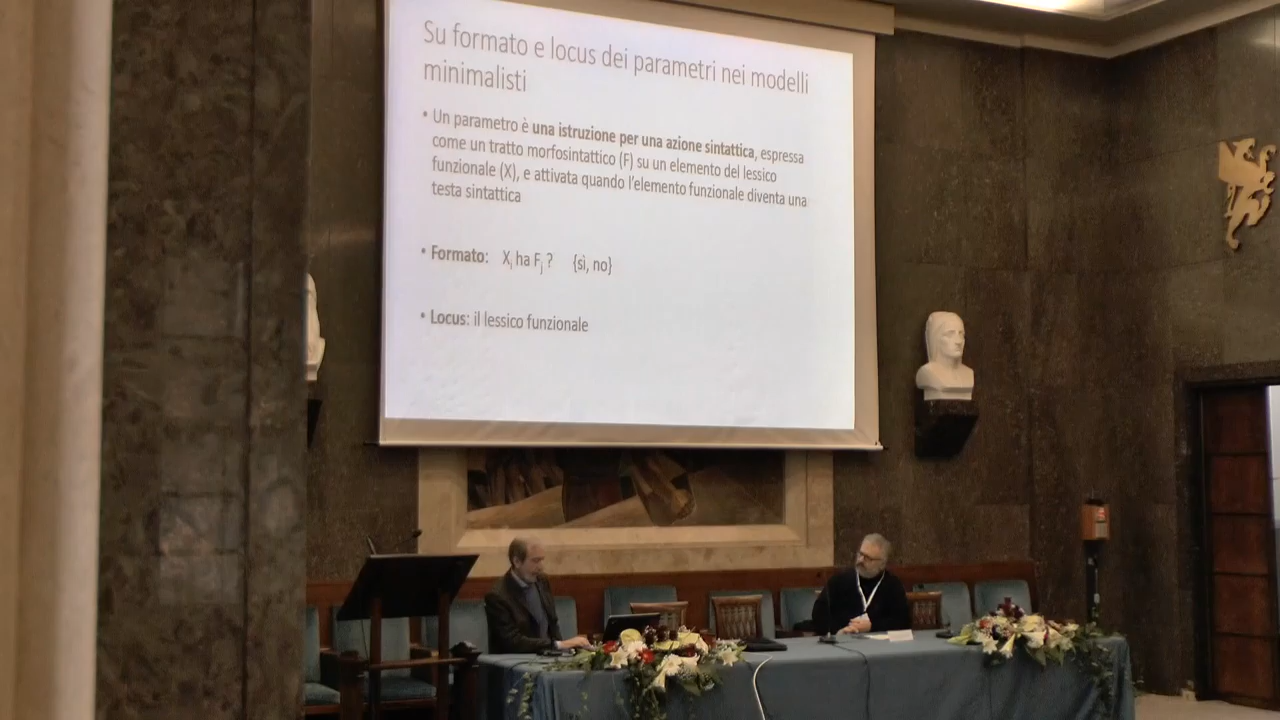 Su formato e locus dei parametri nei modelli
minimalisti
• Un parametro è una istruzione per una azione sintattica, espressa
come un tratto morfosintattico (F) su un elemento del lessico
funzionale (X), e attivata quando l'elemento funzionale diventa una
testa sintattica
• Formato: Xi ha Fj ? {sì, no}
• Locus: il lessico funzionale